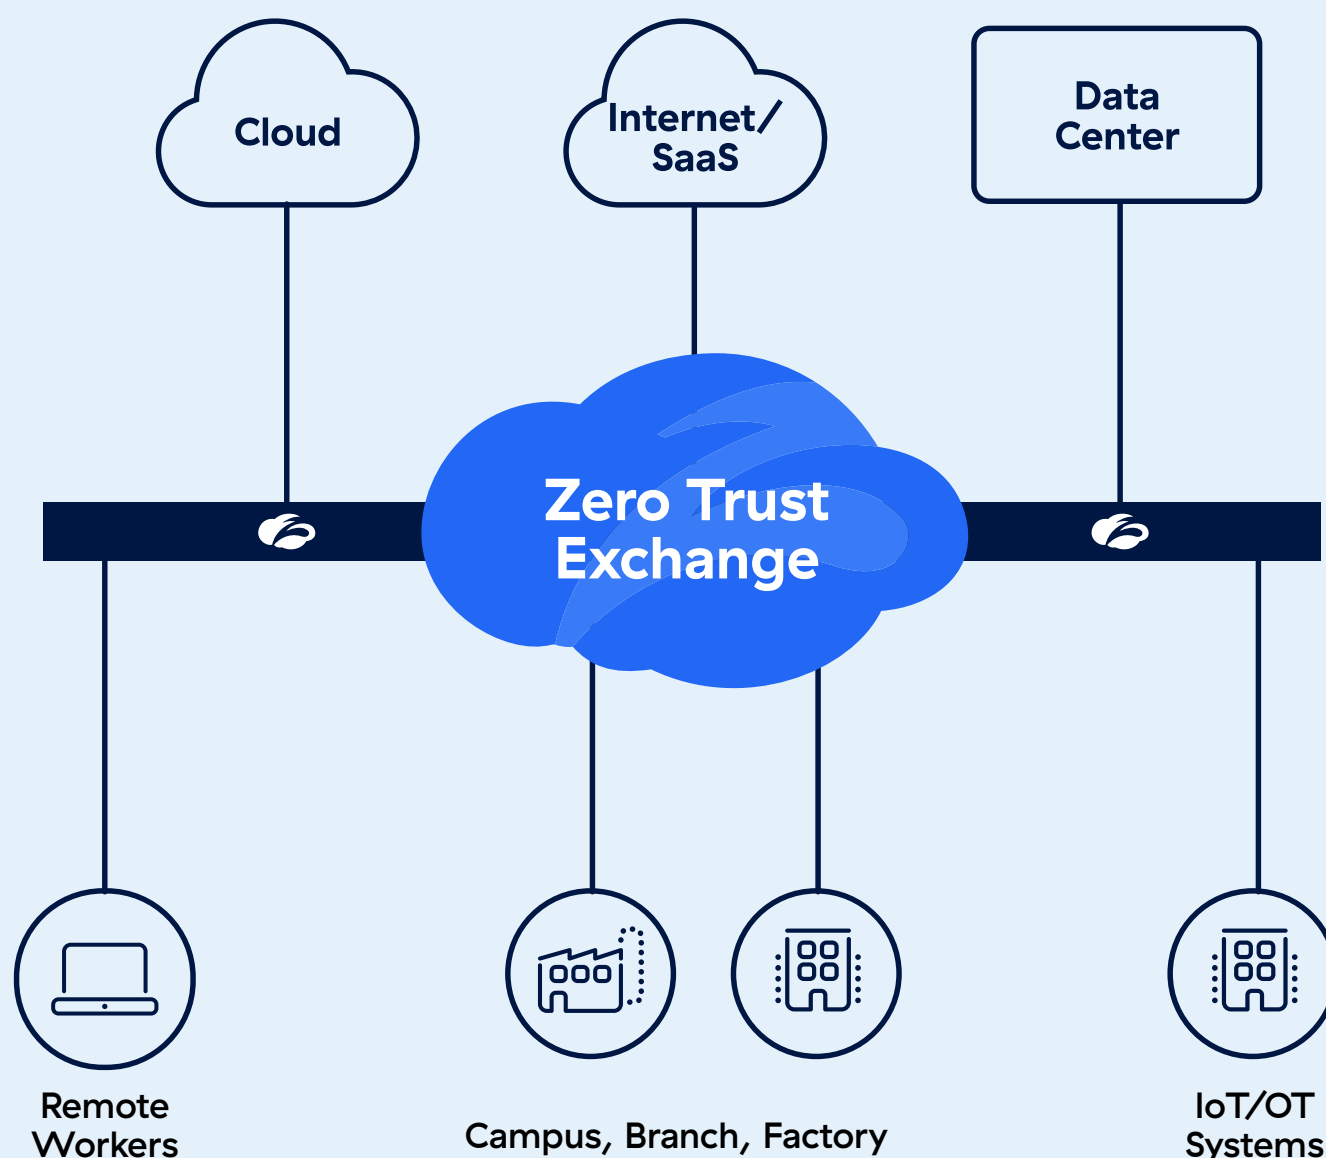 Cloud
Internet/
SaaS
Data
Center
Zero Trust
Exchange
Remote
Workers
Campus, Branch, Factory
IoT/OT
Systems